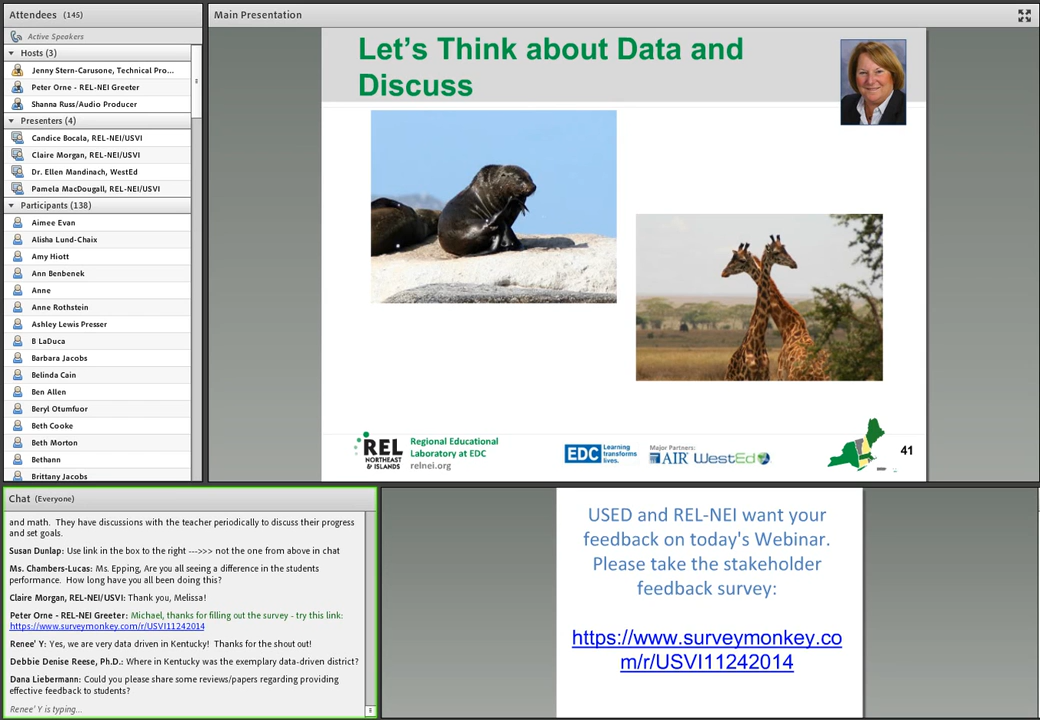 Attendees (145)
Active Speakers
Hosts (3)
Jenny Stern-Carusone, Technical Pro...
Peter Orne - REL-NEI Greeter
Shanna Russ/Audio Producer
Presenters (4)
Candice Bocala, REL-NEI/USVI
Claire Morgan, REL-NEI/USVI
Dr. Ellen Mandinach, WestEd
Pamela MacDougall, REL-NEI/USVI
Participants (138)
Aimee Evan
Alisha Lund-Chaix
Amy Hiott
Ann Benbenek
Anne
Anne Rothstein
Ashley Lewis Presser
B LaDuca
Barbara Jacobs
Belinda Cain
Ben Allen
Beryl Otumfuor
Beth Cooke
Beth Morton
Bethann
Brittany Jacobs
Main Presentation
Let's Think about Data and
Discuss
REL
NORTHEAST
& ISLANDS
Regional Educational
Laboratory at EDC
relnei.org
EDC
Learning
transforms
lives.
Major Partners:
AIR WestEd
41
Chat (Everyone)
and math.  They have discussions with the teacher periodically to discuss their progress
and set goals.
Susan Dunlap: Use link in the box to the right --->>> not the one from above in chat
Ms. Chambers-Lucas: Ms. Epping, Are you all seeing a difference in the students
performance.  How long have you all been doing this?
Claire Morgan, REL-NEI/USVI: Thank you, Melissa!
Peter Orne - REL-NEI Greeter: Michael, thanks for filling out the survey - try this link:
https://www.surveymonkey.com/r/USVI11242014
Renee' Y: Yes, we are very data driven in Kentucky!  Thanks for the shout out!
Debbie Denise Reese, Ph.D.: Where in Kentucky was the exemplary data-driven district?
Dana Liebermann: Could you please share some reviews/papers regarding providing
effective feedback to students?
Renee' Y is typing...
USED and REL-NEI want your
feedback on today's Webinar.
Please take the stakeholder
feedback survey:
https://www.surveymonkey.co
m/r/USVI11242014